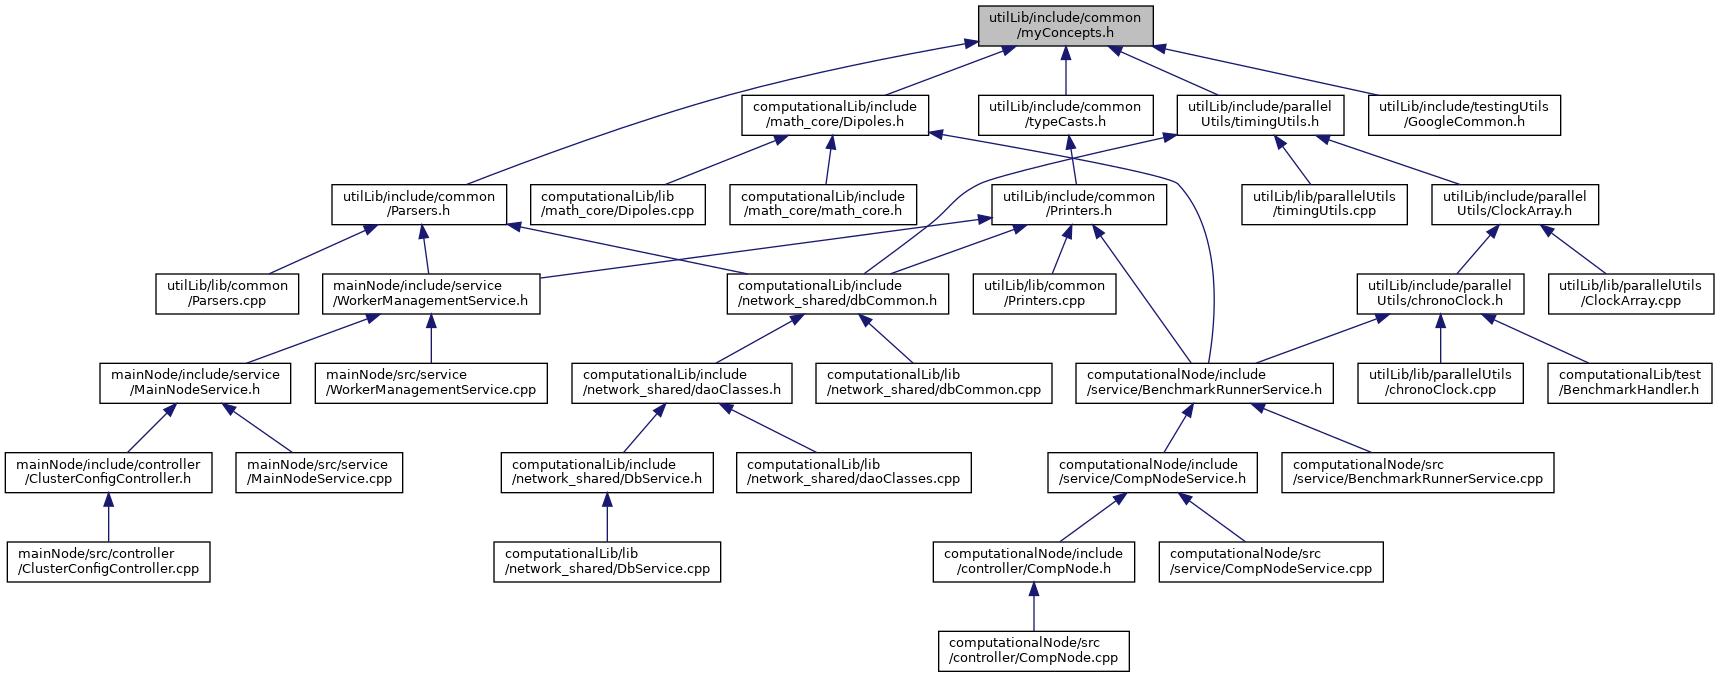 utilLib/include/common
/myConcepts.h
computationalLib/include
/math_core/Dipoles.h
utilLib/include/common
/typeCasts.h
utilLib/include/parallel
Utils/timingUtils.h
utilLib/include/testingUtils
/GoogleCommon.h
utilLib/include/common
/Parsers.h
computationalLib/lib
/math_core/Dipoles.cpp
computationalLib/include
/math_core/math_core.h
utilLib/include/common
/Printers.h
utilLib/lib/parallelUtils
/timingUtils.cpp
utilLib/include/parallel
Utils/ClockArray.h
utilLib/lib/common
/Parsers.cpp
mainNode/include/service
/WorkerManagementService.h
computationalLib/include
/network_shared/dbCommon.h
utilLib/lib/common
/Printers.cpp
utilLib/include/parallel
Utils/chronoClock.h
utilLib/lib/parallelUtils
/ClockArray.cpp
mainNode/include/service
/MainNodeService.h
mainNode/src/service
/WorkerManagementService.cpp
computationalLib/include
/network_shared/daoClasses.h
computationalLib/lib
/network_shared/dbCommon.cpp
computationalNode/include
/service/BenchmarkRunnerService.h
utilLib/lib/parallelUtils
/chronoClock.cpp
computationalLib/test
/BenchmarkHandler.h
mainNode/include/controller
/ClusterConfigController.h
mainNode/src/service
/MainNodeService.cpp
computationalLib/include
/network_shared/DbService.h
computationalLib/lib
/network_shared/daoClasses.cpp
computationalNode/include
/service/CompNodeService.h
computationalNode/src
/service/BenchmarkRunnerService.cpp
mainNode/src/controller
/ClusterConfigController.cpp
computationalLib/lib
/network_shared/DbService.cpp
computationalNode/include
/controller/CompNode.h
computationalNode/src
/service/CompNodeService.cpp
computationalNode/src
/controller/CompNode.cpp